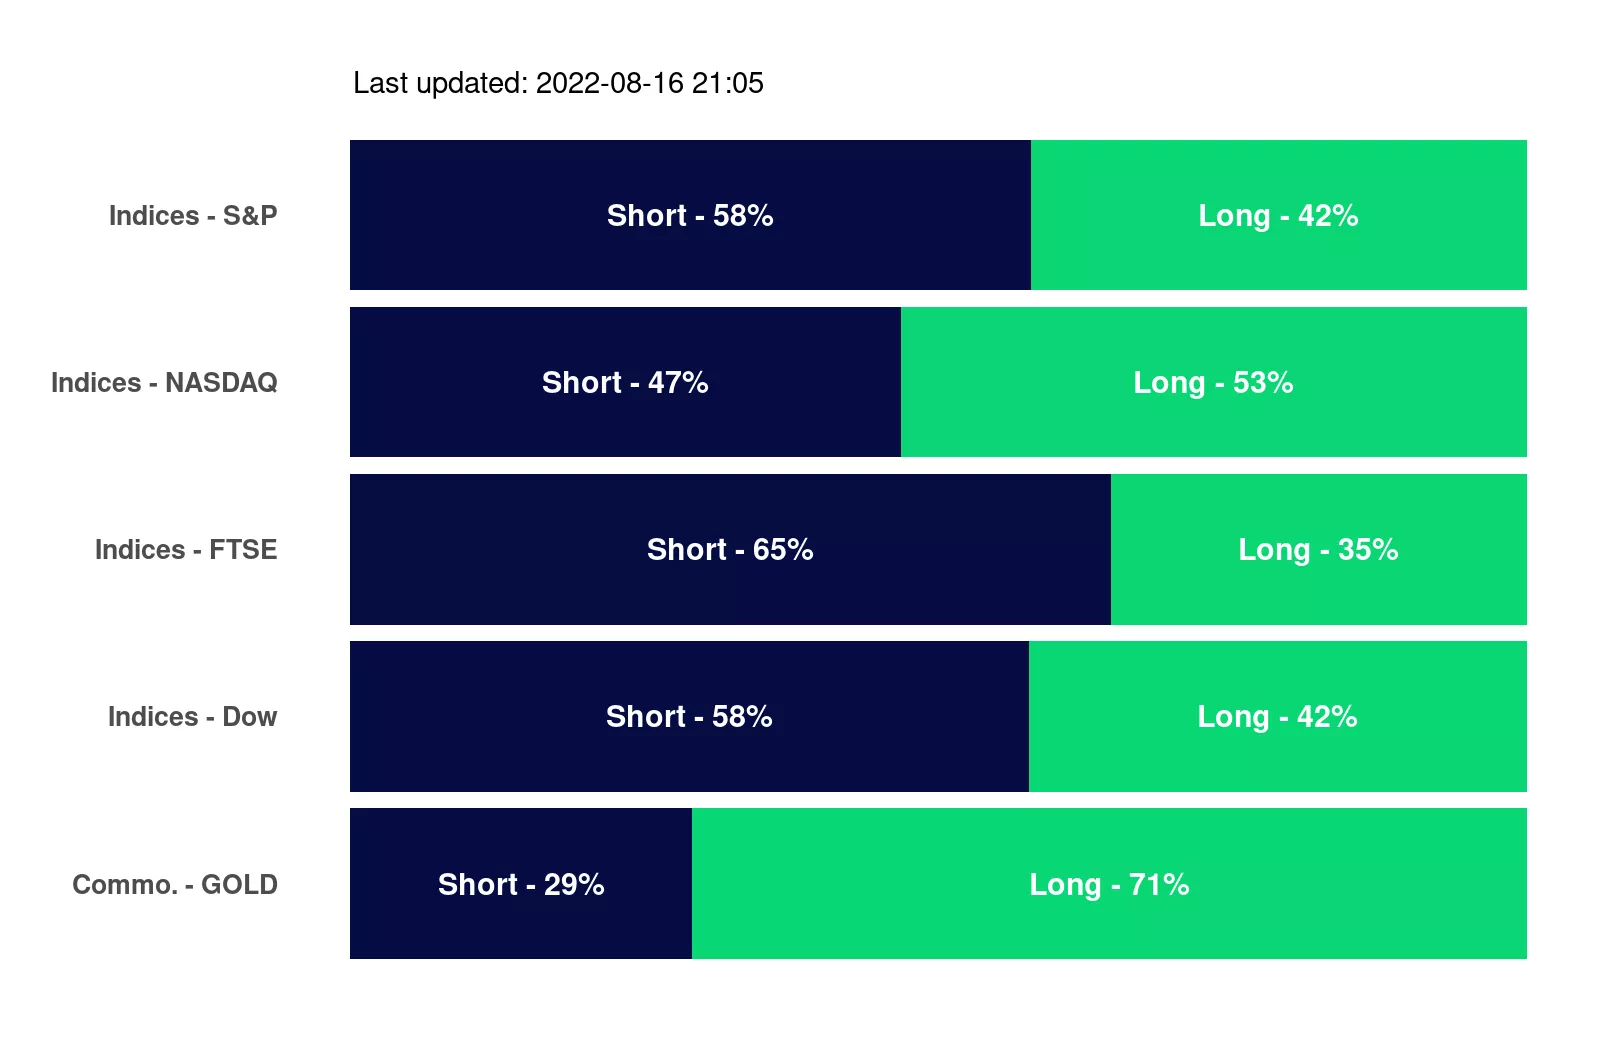 Last updated: 2022-08-16 21:05
Indices - S&P Short - 58% Long - 42%
Indices - NASDAQ Short - 47% Long - 53%
Indices - FTSE Short - 65% Long - 35%
Indices - Dow Short - 58% Long - 42%
Commo. - GOLD Short - 29% Long - 71%